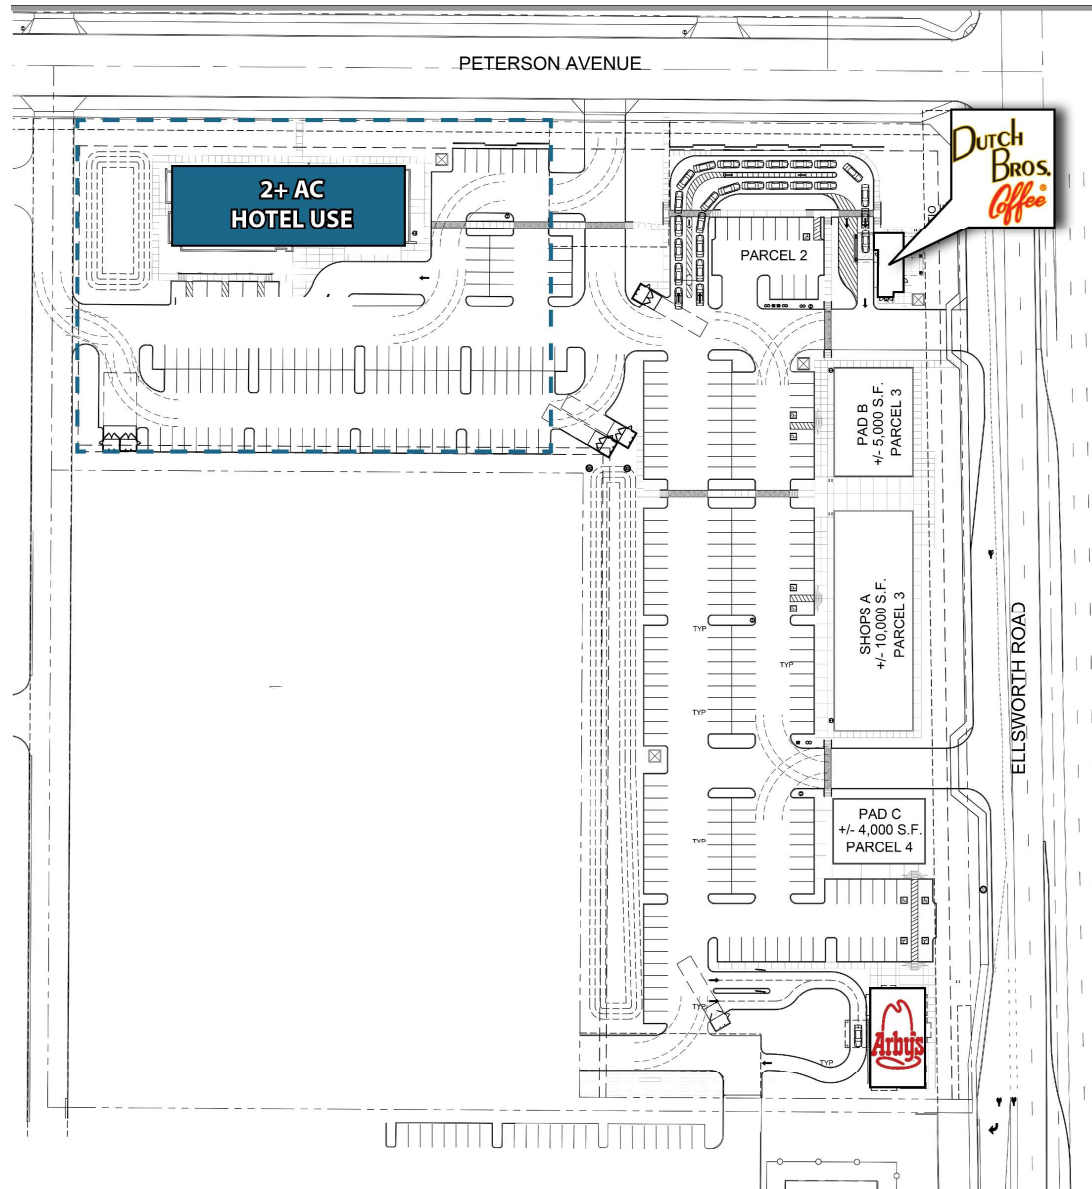 PETERSON AVENUE
DUTCH
BROS.
Coffee®
2+ AC
HOTEL USE
PARCEL 2
PAD B
+/- 5,000 S.F.
PARCEL 3
SHOPS A
+/- 10,000 S.F.
PARCEL 3
ELLSWORTH ROAD
TYP
TYP
TYP
TYP
PAD C
+/- 4,000 S.F.
PARCEL 4
TYP
Arby's
TYP